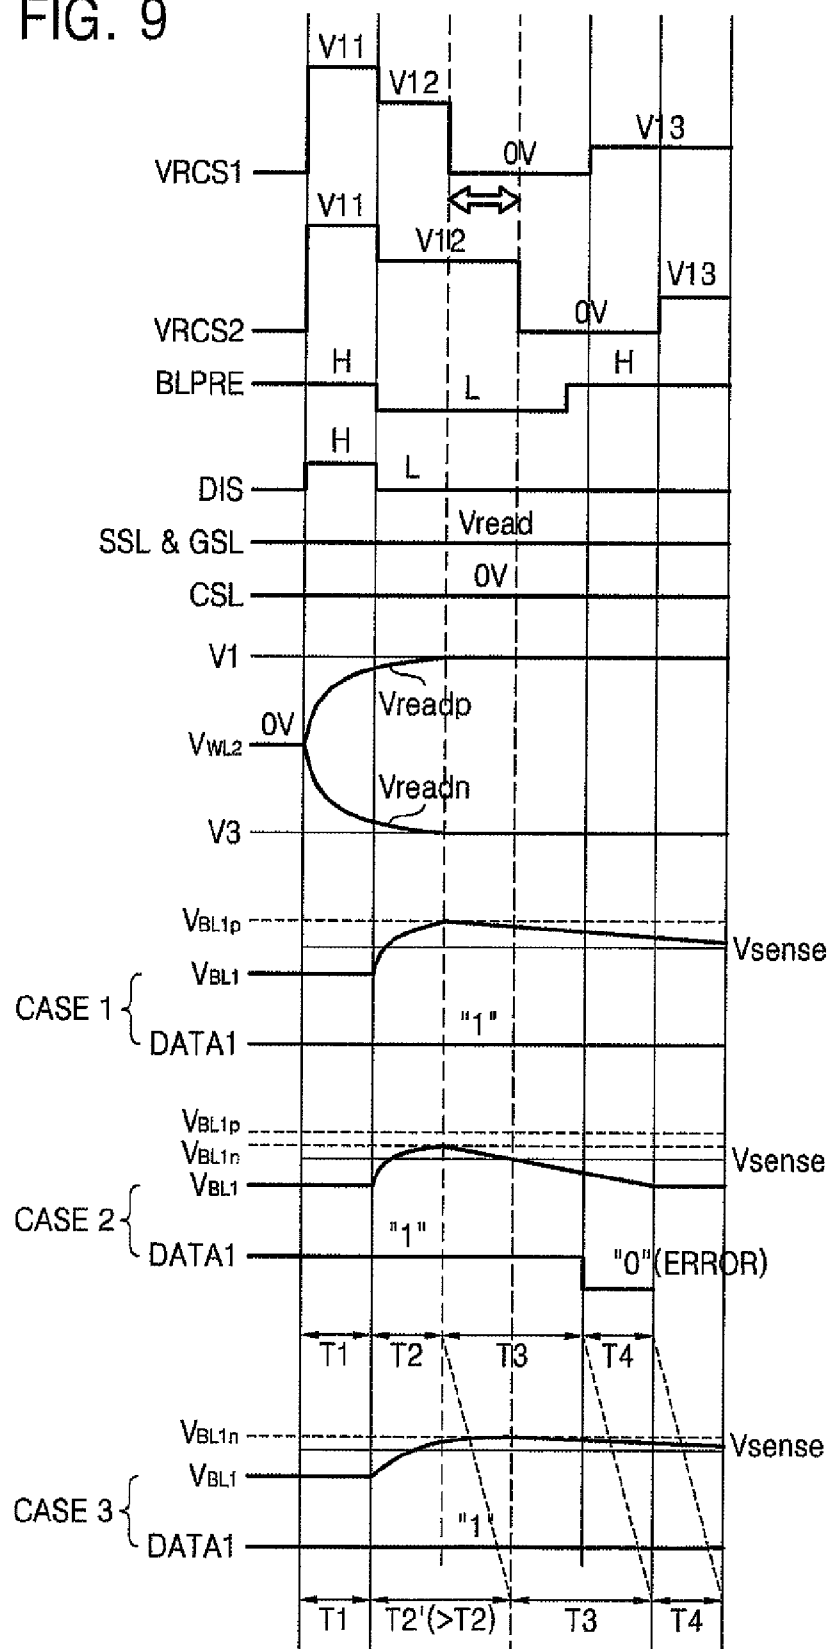 FIG. 9
V11
V12
V13
VRCS1
0V
V11
V12
V13
0V
VRCS2
H
L
H
BLPRE
H
L
DIS
Vread
SSL & GSL
0V
CSL
V1
Vreadp
0V
VWL2
Vreadn
V3
VBL1p
Vsense
VBL1
CASE 1
"1"
DATA1
VBL1p
VBL1n
Vsense
VBL1
CASE 2
"1"
DATA1
"0"(ERROR)
T1 T2 T3 T4
VBL1n
Vsense
VBL1
CASE 3
"1"
DATA1
T1 T2'(>T2) T3 T4